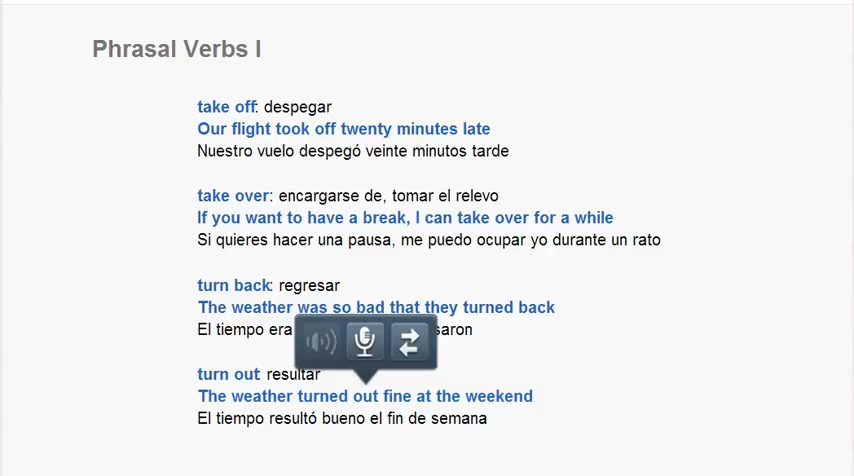 Phrasal Verbs I
take off: despegar
Our flight took off twenty minutes late
Nuestro vuelo despegó veinte minutos tarde
take over: encargarse de, tomar el relevo
If you want to have a break, I can take over for a while
Si quieres hacer una pausa, me puedo ocupar yo durante un rato
turn back: regresar
The weather was so bad that they turned back
El tiempo era saron
turn out: resultar
The weather turned out fine at the weekend
El tiempo resultó bueno el fin de semana